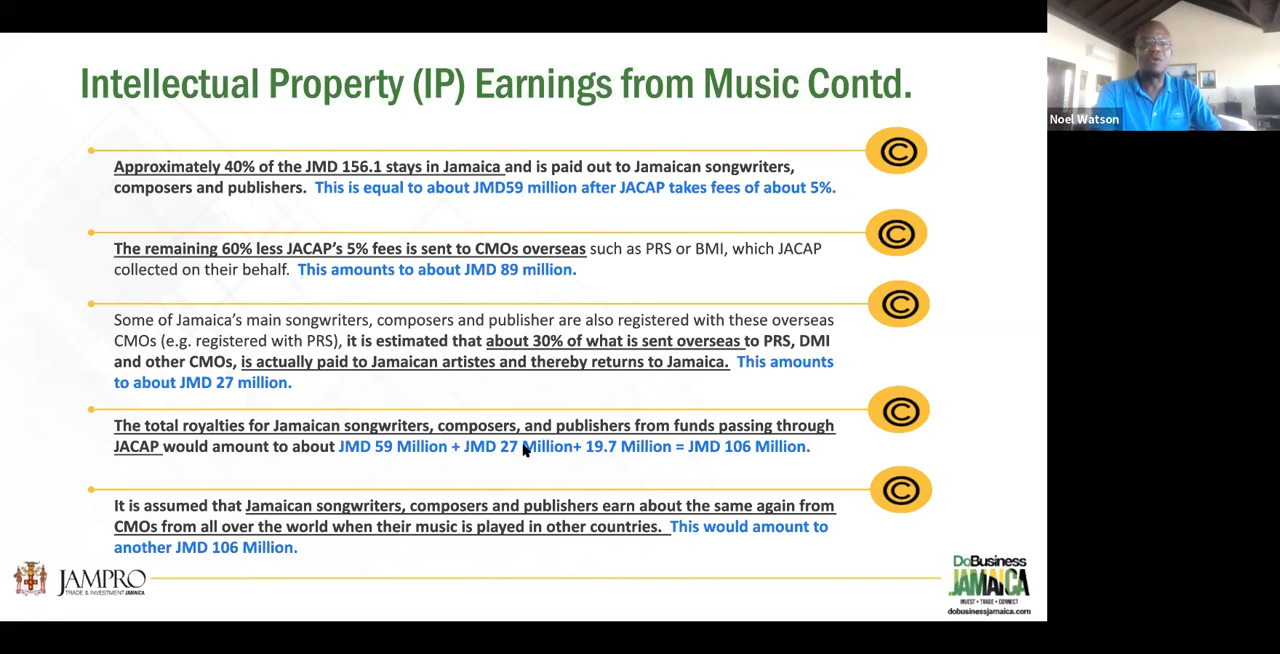 Intellectual Property (IP) Earnings from Music Contd.
Noel Watson
Approximately 40% of the JMD 156.1 stays in Jamaica and is paid out to Jamaican songwriters,
composers and publishers. This is equal to about JMD59 million after JACAP takes fees of about 5%.
©
The remaining 60% less JACAP's 5% fees is sent to CMOs overseas such as PRS or BMI, which JACAP
collected on their behalf. This amounts to about JMD 89 million.
©
Some of Jamaica's main songwriters, composers and publisher are also registered with these overseas
CMOs (e.g. registered with PRS), it is estimated that about 30% of what is sent overseas to PRS, DMI
and other CMOs, is actually paid to Jamaican artistes and thereby returns to Jamaica. This amounts
to about JMD 27 million.
©
The total royalties for Jamaican songwriters, composers, and publishers from funds passing through
JACAP would amount to about JMD 59 Million + JMD 27 Million+ 19.7 Million = JMD 106 Million.
©
It is assumed that Jamaican songwriters, composers and publishers earn about the same again from
CMOs from all over the world when their music is played in other countries. This would amount to
another JMD 106 Million.
©
JAMPRO
TRADE & INVESTMENT JAMAICA
DoBusiness
JAMAICA
INVEST • TRADE • CONNECT
dobusinessjamaica.com